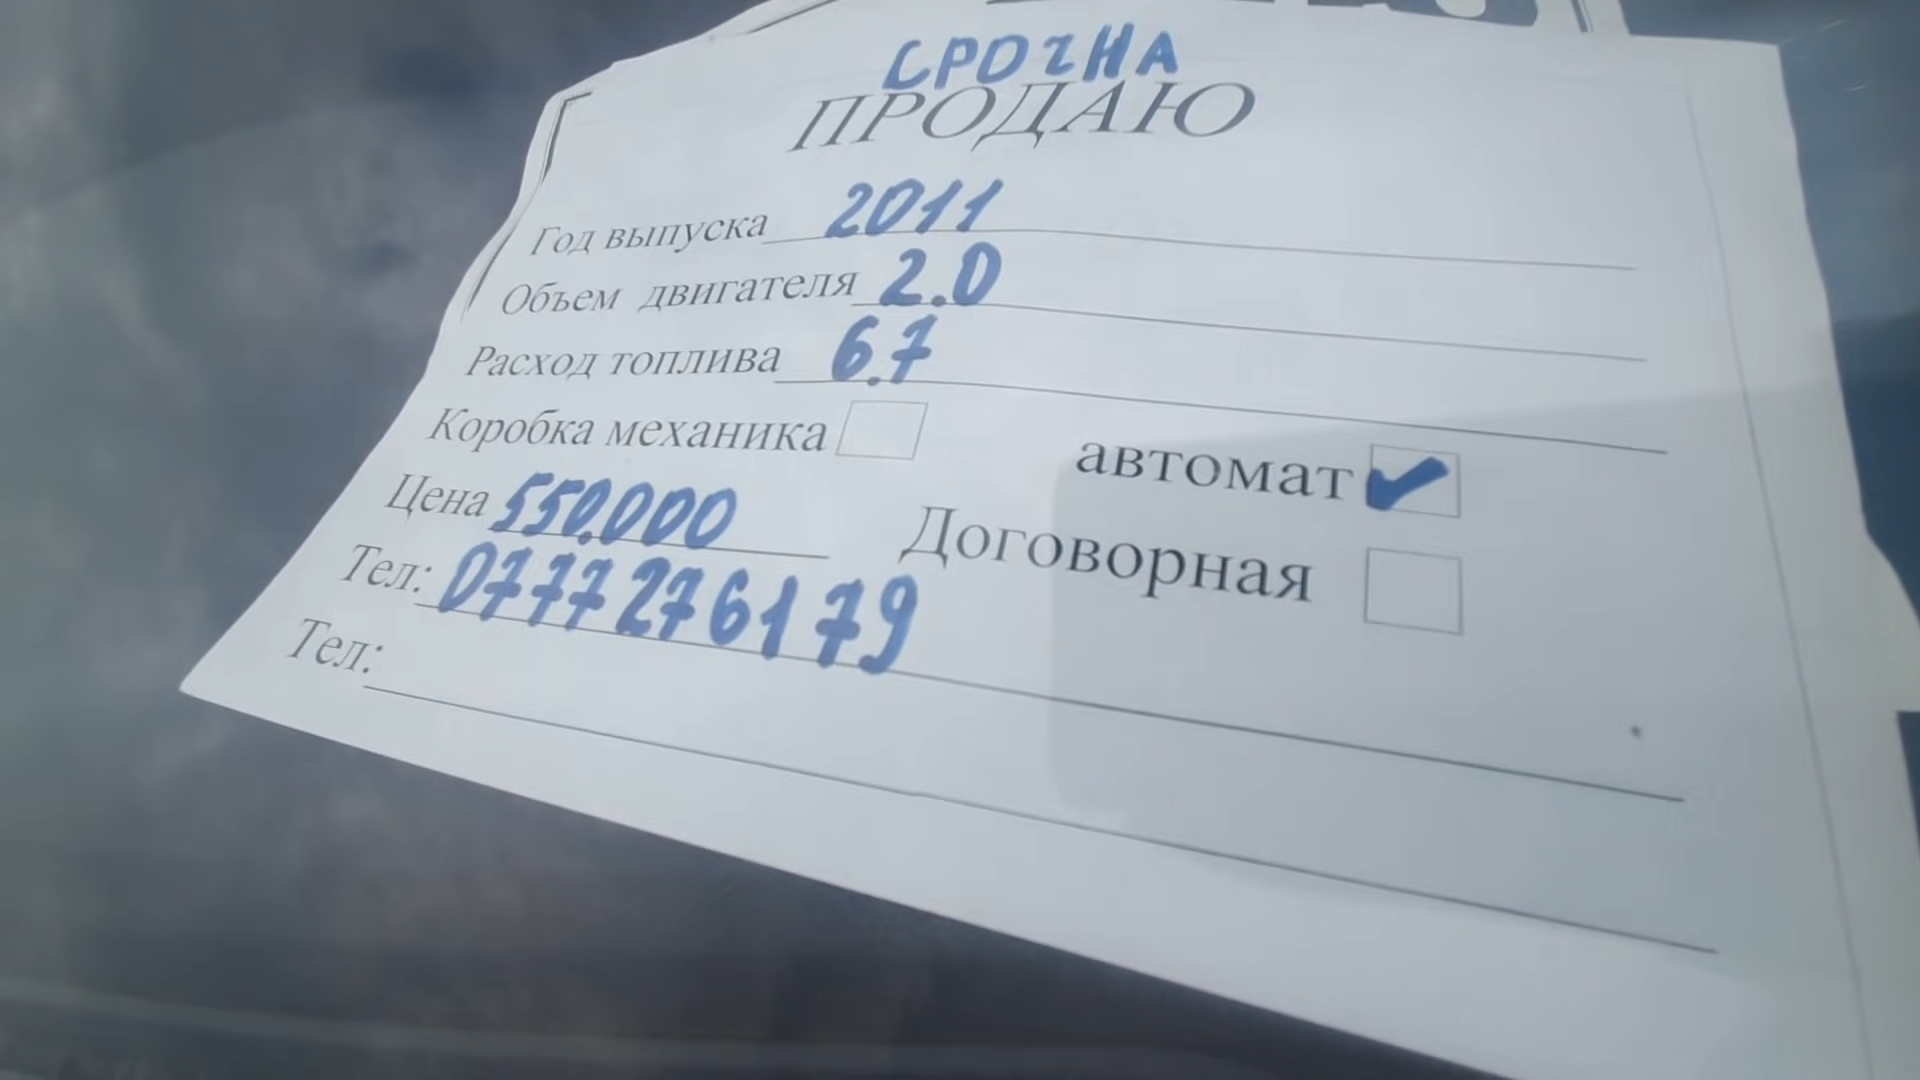 СРОЧНА
ПРОДАЮ
Год выпуска 2011
Объем двигателя 2.0
Расход топлива 6.7
Коробка механика автомат ✔
Цена 550.000 Договорная
Тел: 0777276179
Тел: